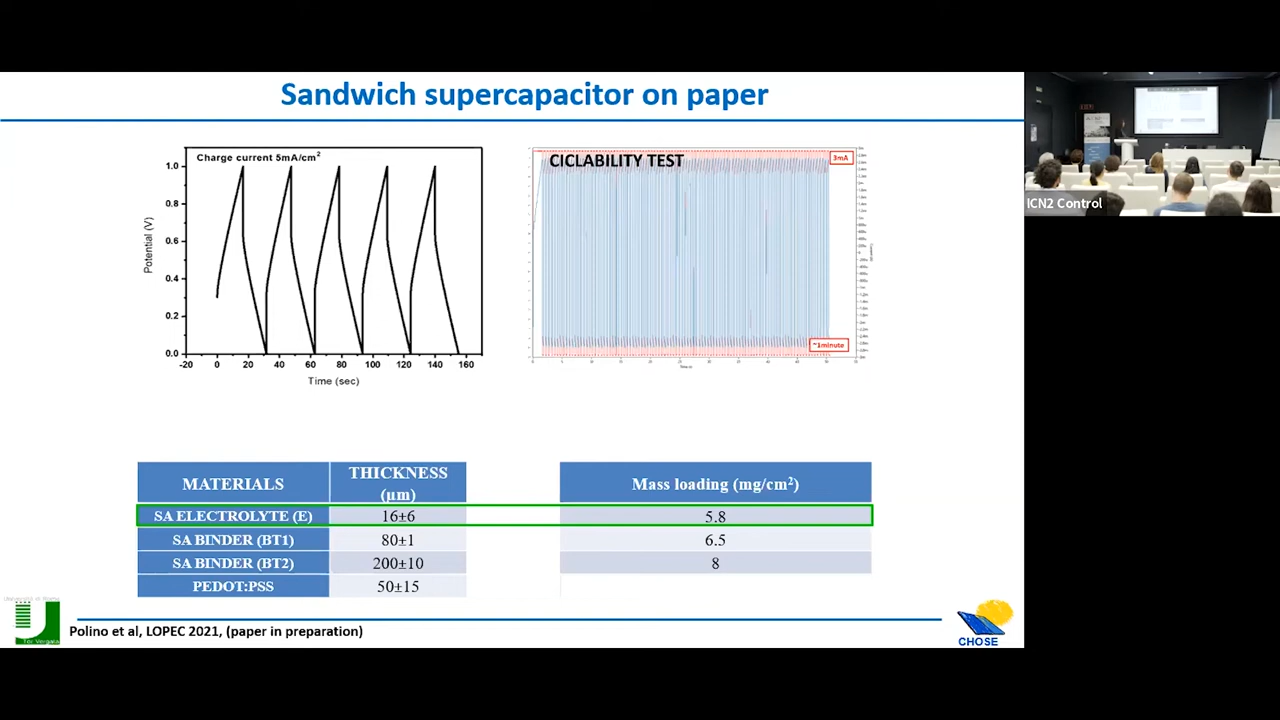 Sandwich supercapacitor on paper
Charge current 5mA/cm²
1.0
0.8
0.6
0.4
0.2
0.0
Potential (V)
-20 0 20 40 60 80 100 120 140 160
Time (sec)
CICLABILITY TEST
3mA
~1minute
ICN2 Control
MATERIALS THICKNESS (µm) Mass loading (mg/cm²)
SA ELECTROLYTE (E) 16±6 5.8
SA BINDER (BT1) 80±1 6.5
SA BINDER (BT2) 200±10 8
PEDOT:PSS 50±15
Tor Vergata
Polino et al, LOPEC 2021, (paper in preparation)
CHOSE